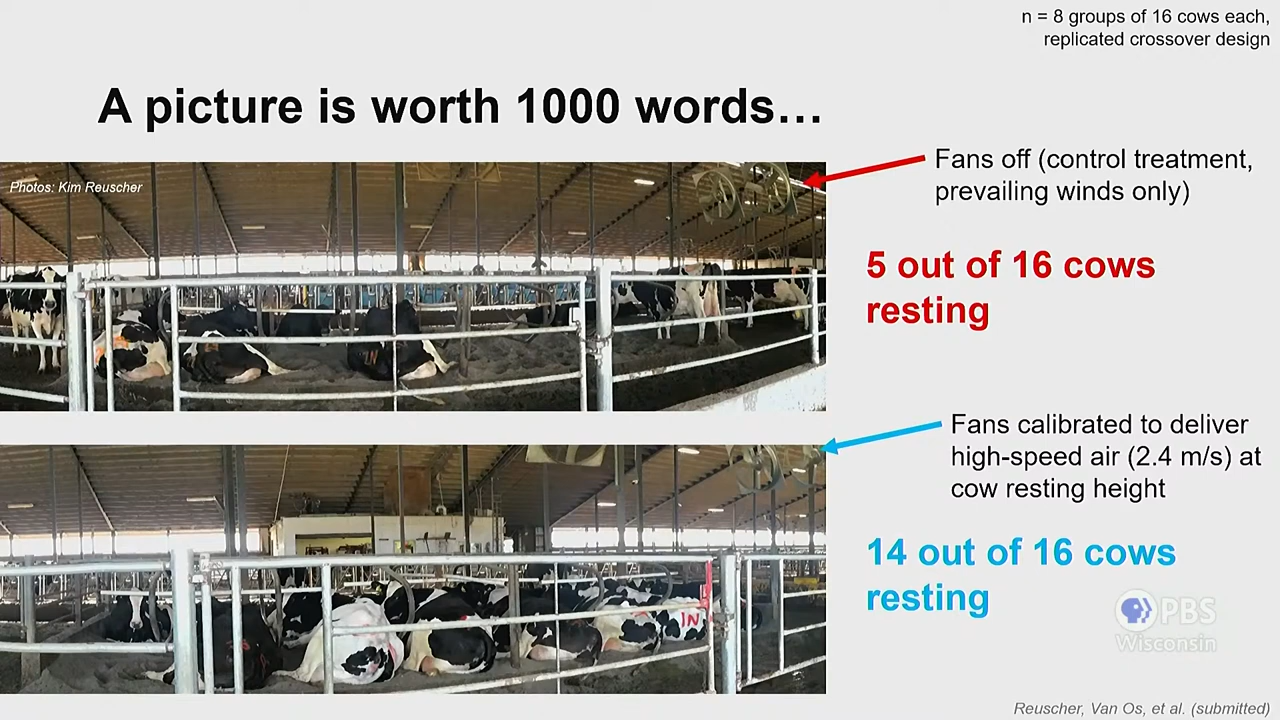 n = 8 groups of 16 cows each,
replicated crossover design
A picture is worth 1000 words…
Photos: Kim Reuscher
Fans off (control treatment,
prevailing winds only)
5 out of 16 cows
resting
Fans calibrated to deliver
high-speed air (2.4 m/s) at
cow resting height
14 out of 16 cows
resting
IN
PBS
Wisconsin
Reuscher, Van Os, et al. (submitted)